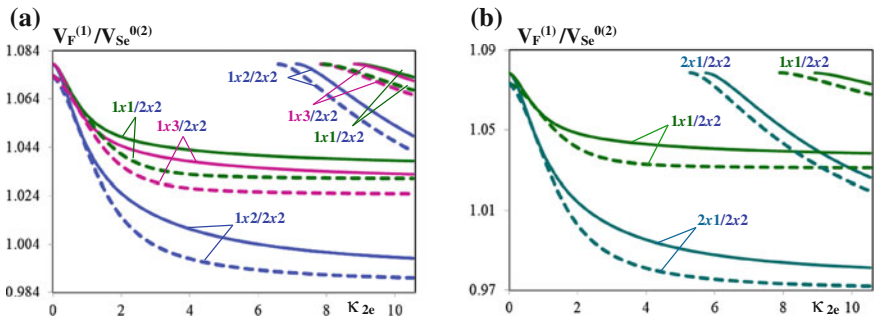 (a)
V_F^(1)/V_Se^0(2)
1.084
1.064
1.044
1.024
1.004
0.984
0
2
4
6
8
10
κ_2e
1x2/2x2
1x3/2x2
1x1/2x2
1x1/2x2
1x3/2x2
1x2/2x2
(b)
V_F^(1)/V_Se^0(2)
1.09
1.05
1.01
0.97
0
2
4
6
8
10
κ_2e
2x1/2x2
1x1/2x2
1x1/2x2
2x1/2x2